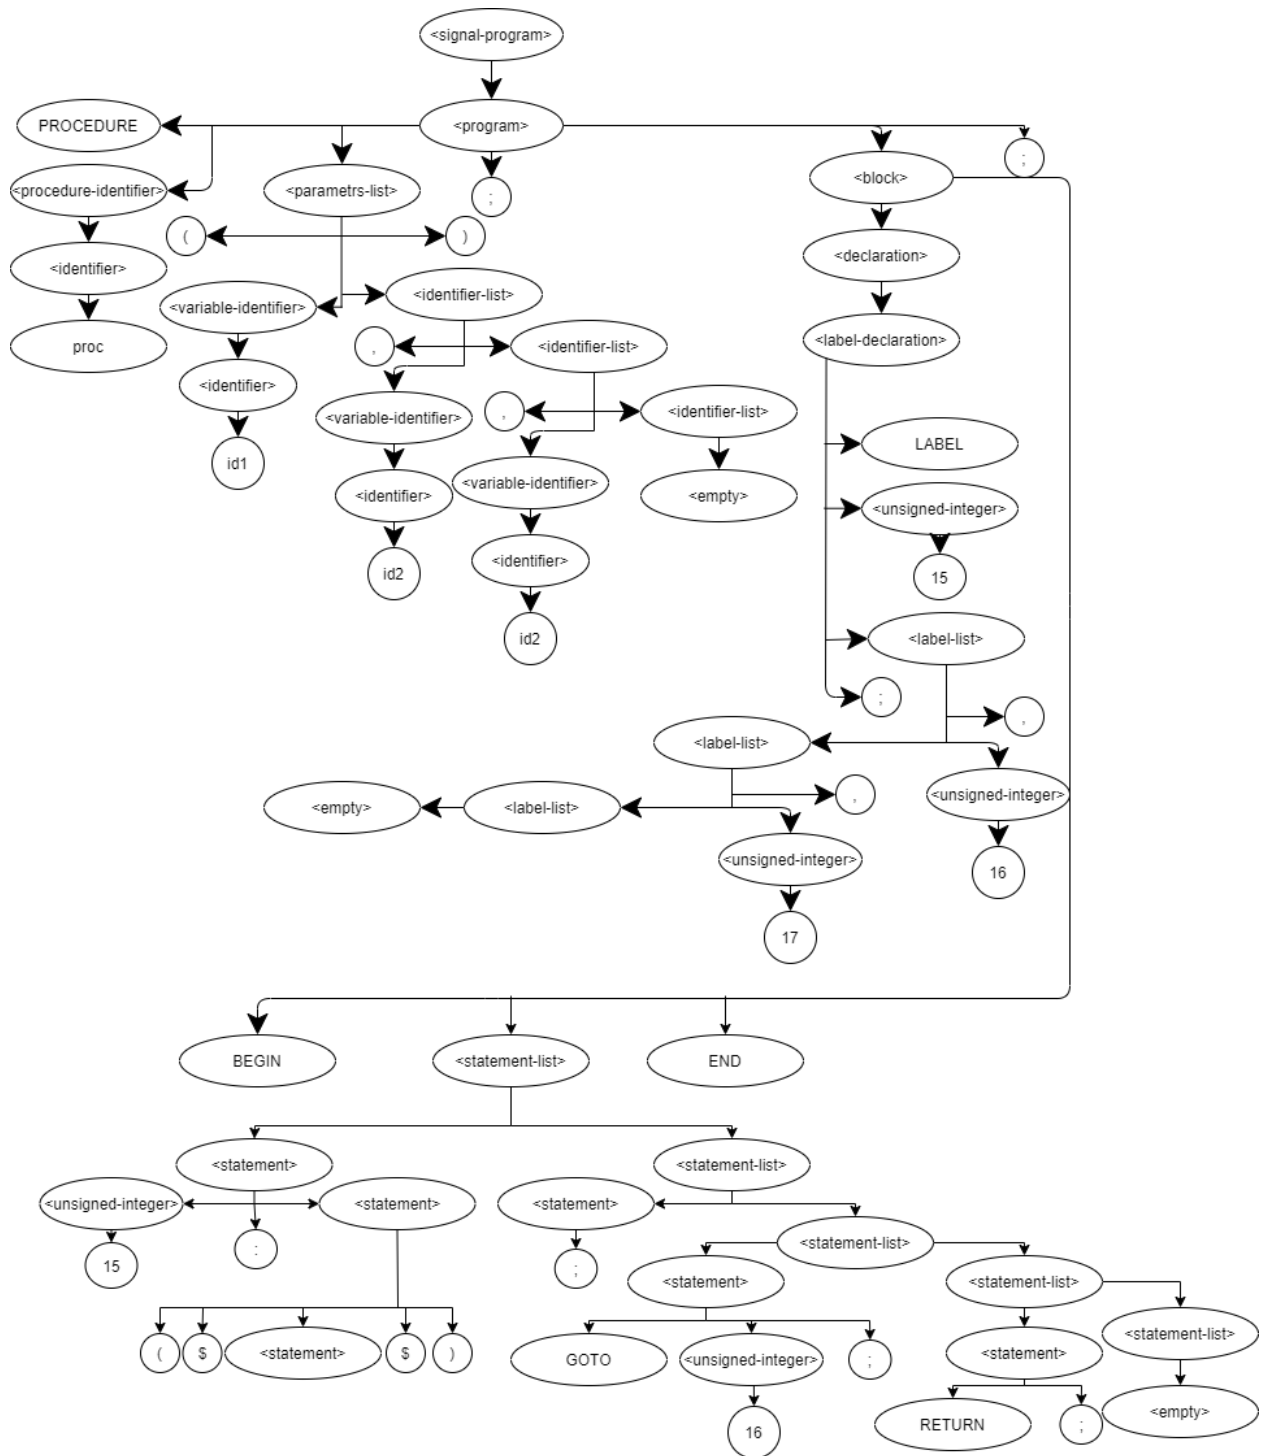 <signal-program>
PROCEDURE
<program>
;
<procedure-identifier>
<parametrs-list>
;
<block>
(
)
<declaration>
<identifier>
<variable-identifier>
<identifier-list>
<label-declaration>
proc
,
<identifier-list>
<identifier>
<variable-identifier>
,
<identifier-list>
LABEL
id1
<identifier>
<variable-identifier>
<empty>
<unsigned-integer>
id2
<identifier>
15
id2
<label-list>
;
,
<label-list>
<empty>
<label-list>
,
<unsigned-integer>
<unsigned-integer>
16
17
BEGIN
<statement-list>
END
<statement>
<statement-list>
<unsigned-integer>
<statement>
<statement>
15
:
;
<statement-list>
<statement>
<statement-list>
(
$
<statement>
$
)
GOTO
<unsigned-integer>
;
<statement>
<statement-list>
16
RETURN
;
<empty>